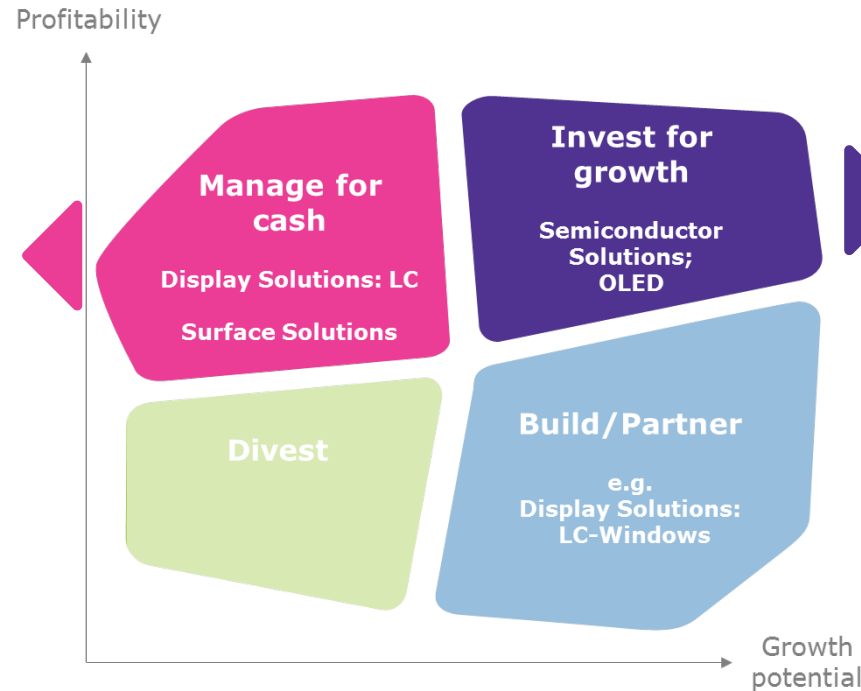 Profitability
Manage for
cash
Display Solutions: LC
Surface Solutions
Invest for
growth
Semiconductor
Solutions;
OLED
Divest
Build/Partner
e.g.
Display Solutions:
LC-Windows
Growth
potential